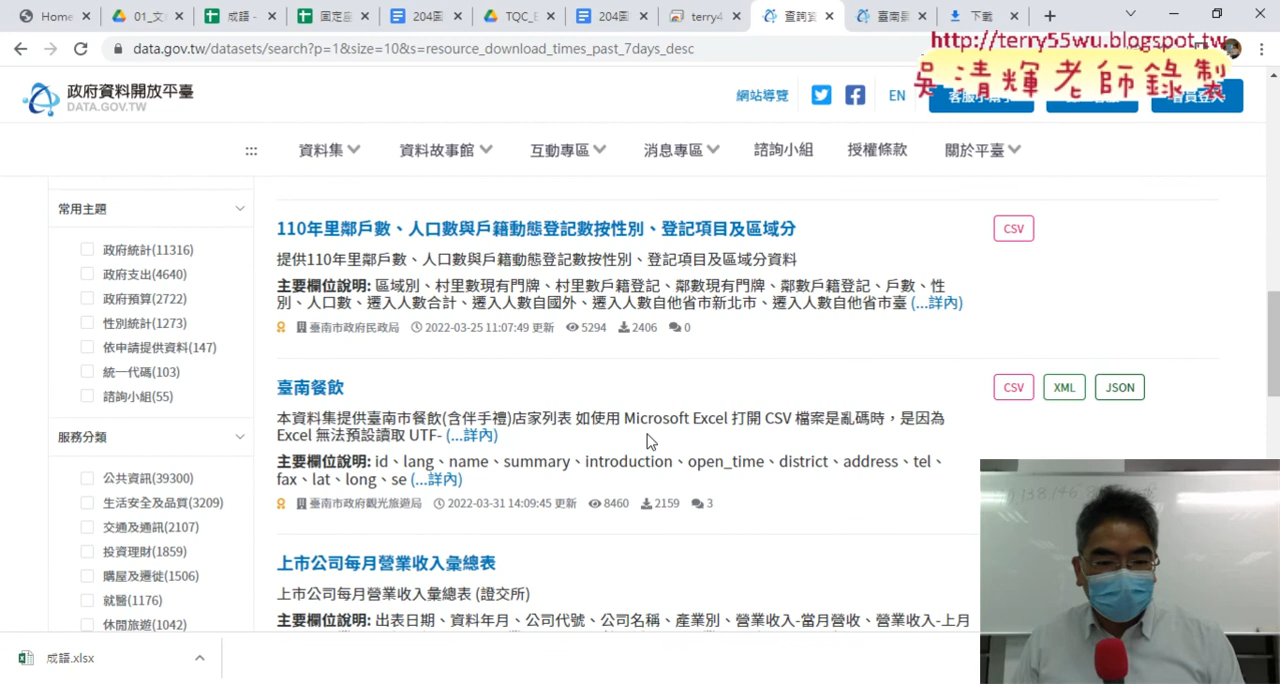 Home
01_文
成語 -
固定
204
TQC_
204
terry4
查詢資
臺南
下載
data.gov.tw/datasets/search?p=1&size=10&s=resource_download_times_past_7days_desc
http://terry55wu.blogspot.tw
吳清輝老師錄製
政府資料開放平臺
DATA.GOV.TW
網站導覽
EN
資料集
資料故事館
互動專區
消息專區
諮詢小組
授權條款
關於平臺
常用主題
政府統計(11316)
政府支出(4640)
政府預算(2722)
性別統計(1273)
依申請提供資料(147)
統一代碼(103)
諮詢小組(55)
服務分類
公共資訊(39300)
生活安全及品質(3209)
交通及通訊(2107)
投資理財(1859)
購屋及遷徙(1506)
就醫(1176)
休閒旅遊(1042)
110年里鄰戶數、人口數與戶籍動態登記數按性別、登記項目及區域分
CSV
提供110年里鄰戶數、人口數與戶籍動態登記數按性別、登記項目及區域分資料
主要欄位說明: 區域別、村里數現有門牌、村里數戶籍登記、鄰數現有門牌、鄰數戶籍登記、戶數、性
別、人口數、遷入人數合計、遷入人數自國外、遷入人數自他省市新北市、遷入人數自他省市臺 (...詳內)
臺南市政府民政局 2022-03-25 11:07:49 更新 5294 2406 0
臺南餐飲
CSV XML JSON
本資料集提供臺南市餐飲(含伴手禮)店家列表 如使用 Microsoft Excel 打開 CSV 檔案是亂碼時，是因為
Excel 無法預設讀取 UTF- (...詳內)
主要欄位說明: id、lang、name、summary、introduction、open_time、district、address、tel、
fax、lat、long、se (...詳內)
臺南市政府觀光旅遊局 2022-03-31 14:09:45 更新 8460 2159 3
上市公司每月營業收入彙總表
上市公司每月營業收入彙總表 (證交所)
主要欄位說明: 出表日期、資料年月、公司代號、公司名稱、產業別、營業收入-當月營收、營業收入-上月
成語.xlsx